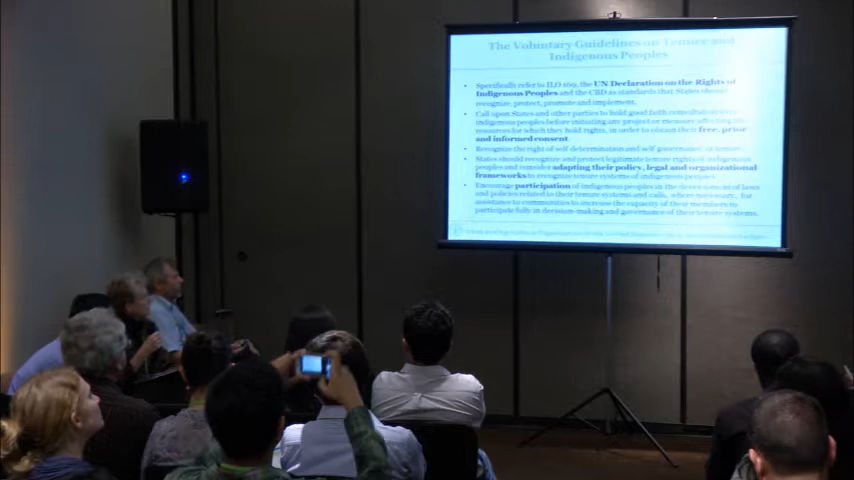 The Voluntary Guidelines on Tenure and
Indigenous Peoples
• Specifically refer to ILO 169, the UN Declaration on the Rights of
Indigenous Peoples and the CBD as standards that States should
recognize, protect, promote and implement.
• Call upon States and other parties to hold good faith consultation
indigenous peoples before initiating any project or measure affecting the
resources for which they hold rights, in order to obtain their free, prior
and informed consent.
• Recognize the right of self determination and self governance
• States should recognize and protect legitimate tenure rights of indigenous
peoples and consider adapting their policy, legal and organizational
frameworks to recognize tenure systems of indigenous peoples
• Encourage participation of indigenous peoples in the development of laws
and policies related to their tenure systems and calls, where necessary, for
assistance to communities to increase the capacity of their members to
participate fully in decision-making and governance of their tenure systems.